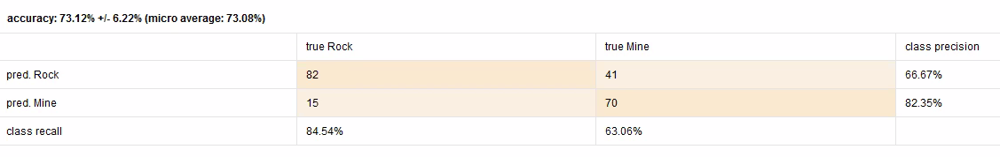 accuracy: 73.12% +/- 6.22% (micro average: 73.08%)
true Rock true Mine class precision
pred. Rock 82 41 66.67%
pred. Mine 15 70 82.35%
class recall 84.54% 63.06%